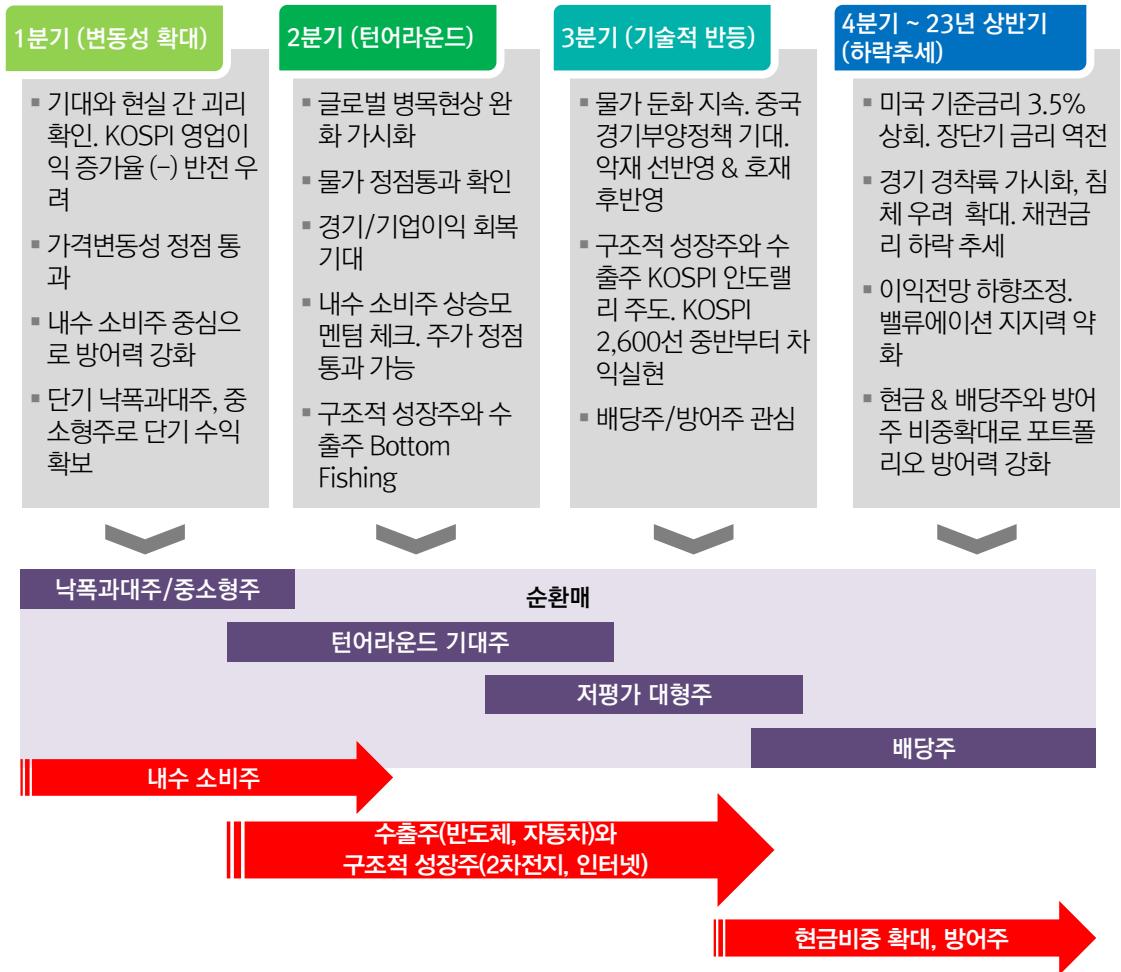 1분기 (변동성 확대)
▪ 기대와 현실 간 괴리
확인. KOSPI 영업이
익 증가율 (-) 반전 우
려
▪ 가격변동성 정점 통
과
▪ 내수 소비주 중심으
로 방어력 강화
▪ 단기 낙폭과대주, 중
소형주로 단기 수익
확보
2분기 (턴어라운드)
▪ 글로벌 병목현상 완
화 가시화
▪ 물가 정점통과 확인
▪ 경기/기업이익 회복
기대
▪ 내수 소비주 상승모
멘텀 체크. 주가 정점
통과 가능
▪ 구조적 성장주와 수
출주 Bottom
Fishing
3분기 (기술적 반등)
▪ 물가 둔화 지속. 중국
경기부양정책 기대.
악재 선반영 & 호재
후반영
▪ 구조적 성장주와 수
출주 KOSPI 안도랠
리 주도. KOSPI
2,600선 중반부터 차
익실현
▪ 배당주/방어주 관심
4분기 ~ 23년 상반기
(하락추세)
▪ 미국 기준금리 3.5%
상회. 장단기 금리 역전
▪ 경기 경착륙 가시화, 침
체 우려 확대. 채권금
리 하락 추세
▪ 이익전망 하향조정.
밸류에이션 지지력 약
화
▪ 현금 & 배당주와 방어
주 비중확대로 포트폴
리오 방어력 강화
낙폭과대주/중소형주
순환매
턴어라운드 기대주
저평가 대형주
배당주
내수 소비주
수출주(반도체, 자동차)와
구조적 성장주(2차전지, 인터넷)
현금비중 확대, 방어주